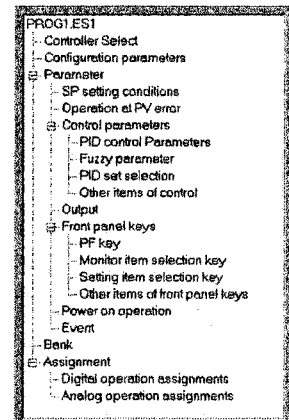 PROG1.ES1
Controller Select
Configuration parameters
Parameter
SP setting conditions
Operation at PV error
Control parameters
PID control Parameters
Fuzzy parameter
PID set selection
Other items of control
Output
Front panel keys
PF key
Monitor item selection key
Setting item selection key
Other items of front panel keys
Power on operation
Event
Bank
Assignment
Digital operation assignments
Analog operation assignments